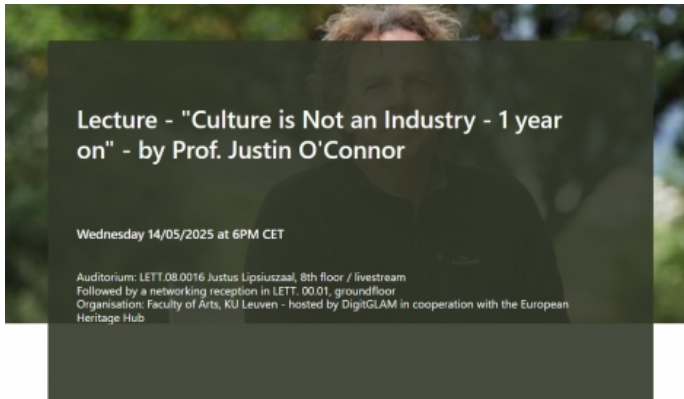 Lecture - "Culture is Not an Industry - 1 year
on" - by Prof. Justin O'Connor
Wednesday 14/05/2025 at 6PM CET
Auditorium: LETT.08.0016 Justus Lipsiuszaal, 8th floor / livestream
Followed by a networking reception in LETT. 00.01, groundfloor
Organisation: Faculty of Arts, KU Leuven - hosted by DigitGLAM in cooperation with the European
Heritage Hub